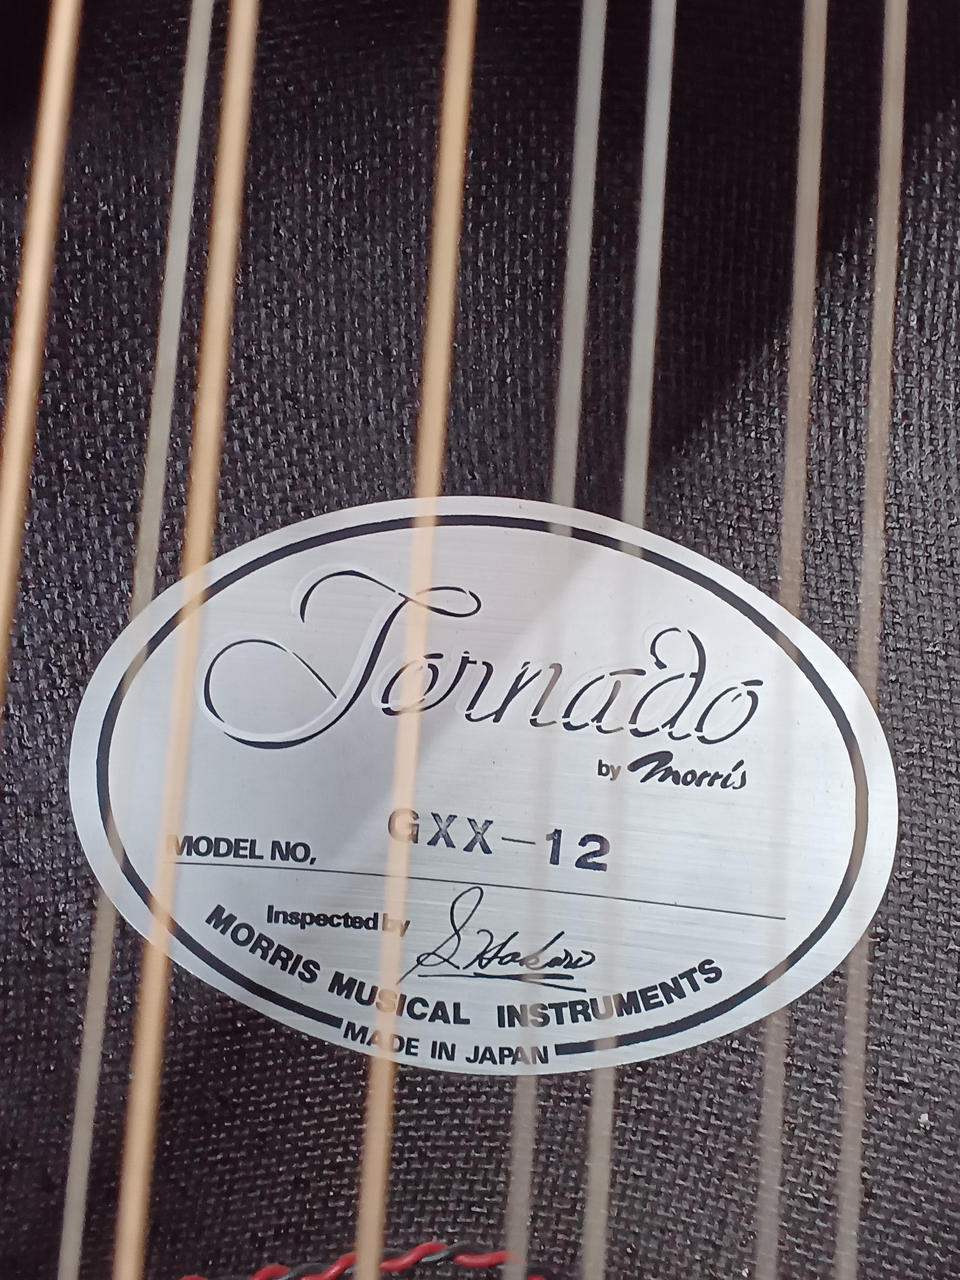 Tornado
by Morris
GXX-12
MODEL NO,
Inspected by
MORRIS MUSICAL INSTRUMENTS
MADE IN JAPAN